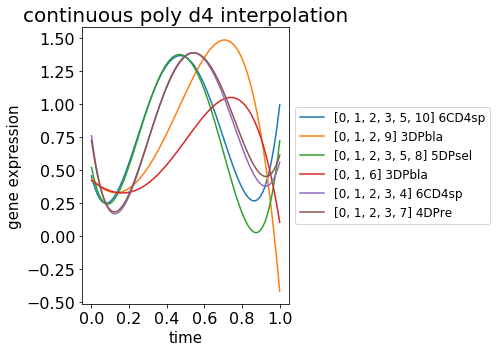 continuous poly d4 interpolation
gene expression
1.50
1.25
1.00
0.75
0.50
0.25
0.00
−0.25
−0.50
0.0 0.2 0.4 0.6 0.8 1.0
time
[0, 1, 2, 3, 5, 10] 6CD4sp
[0, 1, 2, 9] 3DPbla
[0, 1, 2, 3, 5, 8] 5DPsel
[0, 1, 6] 3DPbla
[0, 1, 2, 3, 4] 6CD4sp
[0, 1, 2, 3, 7] 4DPre